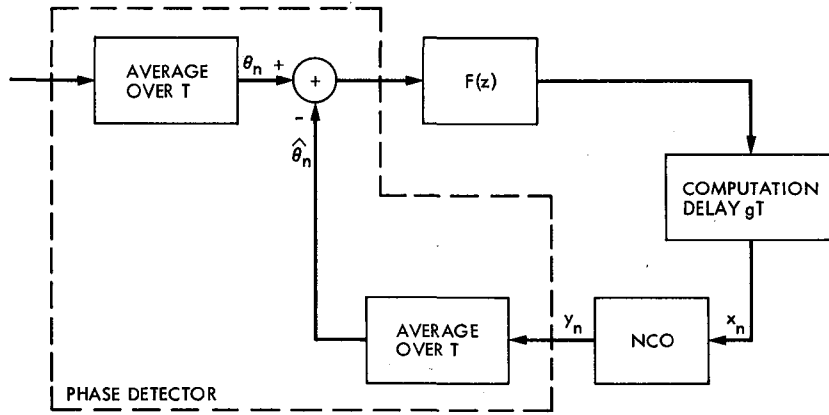 AVERAGE
OVER T
θn +
+
-
θ̂n
F(z)
COMPUTATION
DELAY gT
AVERAGE
OVER T
yn
NCO
xn
PHASE DETECTOR